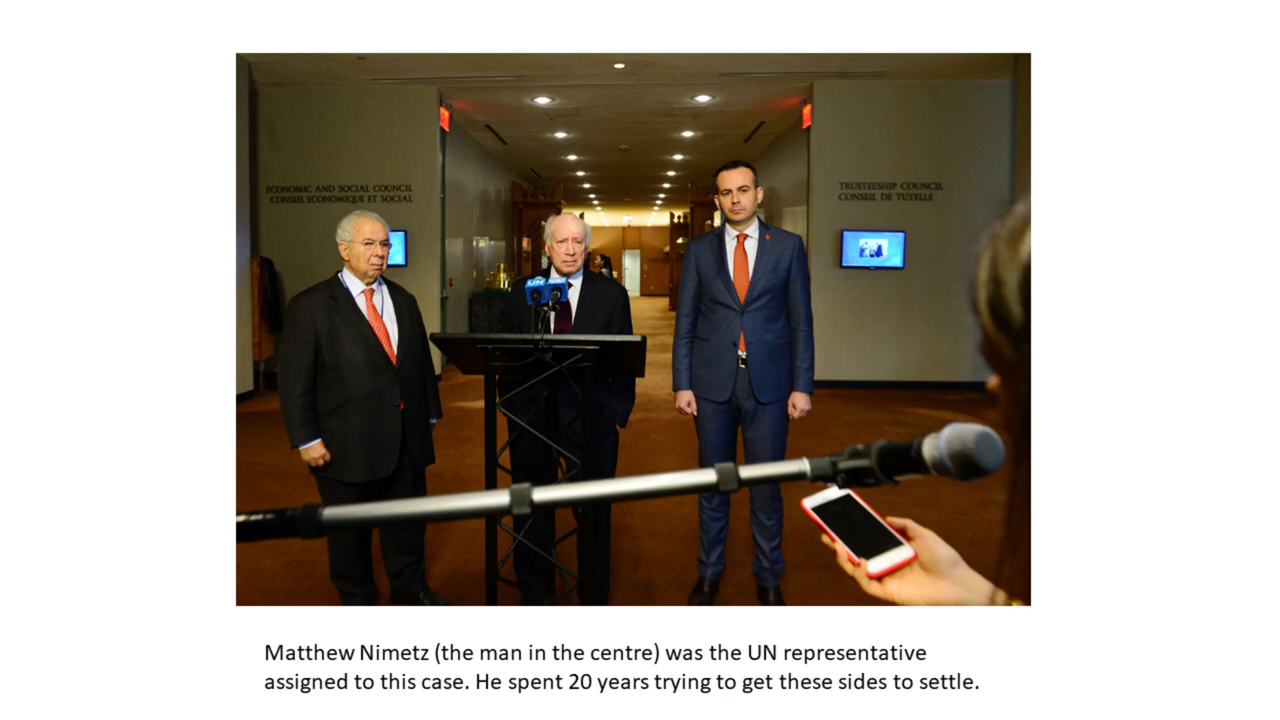 ECONOMIC AND SOCIAL COUNCIL
CONSEIL ECONOMIQUE ET SOCIAL
TRUSTEESHIP COUNCIL
CONSEIL DE TUTELLE
UN
Matthew Nimetz (the man in the centre) was the UN representative
assigned to this case. He spent 20 years trying to get these sides to settle.